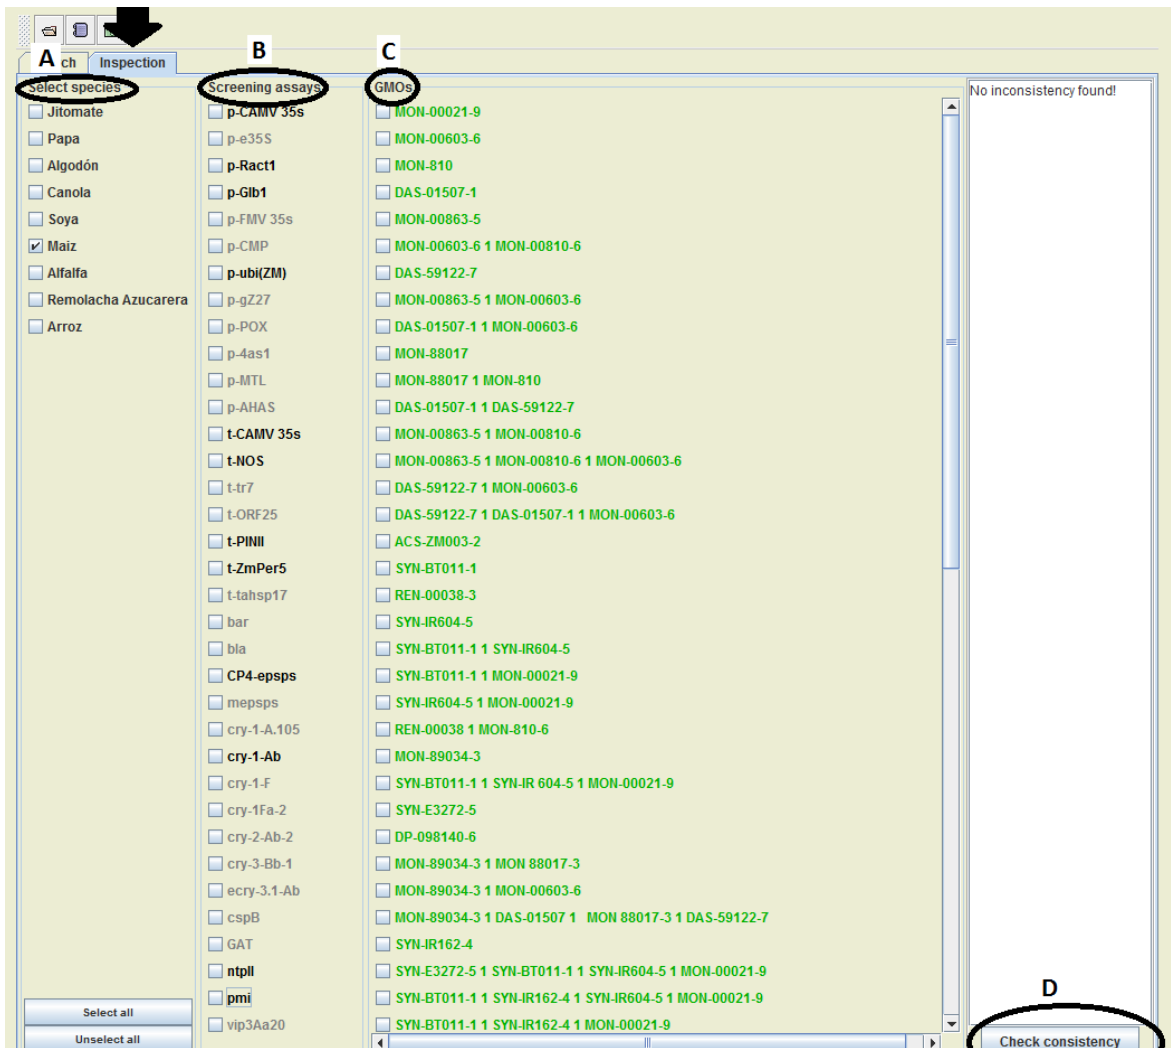 A
B
C
ch
Inspection
Select species
Jitomate
Papa
Algodón
Canola
Soya
Maiz
Alfalfa
Remolacha Azucarera
Arroz
Select all
Unselect all
Screening assays
p-CAMV 35s
p-e35S
p-Ract1
p-Glb1
p-FMV 35s
p-CMP
p-ubi(ZM)
p-gZ27
p-POX
p-4as1
p-MTL
p-AHAS
t-CAMV 35s
t-NOS
t-tr7
t-ORF25
t-PINII
t-ZmPer5
t-tahsp17
bar
bla
CP4-epsps
mepsps
cry-1-A.105
cry-1-Ab
cry-1-F
cry-1Fa-2
cry-2-Ab-2
cry-3-Bb-1
ecry-3.1-Ab
cspB
GAT
ntpII
pmi
vip3Aa20
GMOs
MON-00021-9
MON-00603-6
MON-810
DAS-01507-1
MON-00863-5
MON-00603-6 1 MON-00810-6
DAS-59122-7
MON-00863-5 1 MON-00603-6
DAS-01507-1 1 MON-00603-6
MON-88017
MON-88017 1 MON-810
DAS-01507-1 1 DAS-59122-7
MON-00863-5 1 MON-00810-6
MON-00863-5 1 MON-00810-6 1 MON-00603-6
DAS-59122-7 1 MON-00603-6
DAS-59122-7 1 DAS-01507-1 1 MON-00603-6
ACS-ZM003-2
SYN-BT011-1
REN-00038-3
SYN-IR604-5
SYN-BT011-1 1 SYN-IR604-5
SYN-BT011-1 1 MON-00021-9
SYN-IR604-5 1 MON-00021-9
REN-00038 1 MON-810-6
MON-89034-3
SYN-BT011-1 1 SYN-IR 604-5 1 MON-00021-9
SYN-E3272-5
DP-098140-6
MON-89034-3 1 MON 88017-3
MON-89034-3 1 MON-00603-6
MON-89034-3 1 DAS-01507 1 MON 88017-3 1 DAS-59122-7
SYN-IR162-4
SYN-E3272-5 1 SYN-BT011-1 1 SYN-IR604-5 1 MON-00021-9
SYN-BT011-1 1 SYN-IR162-4 1 SYN-IR604-5 1 MON-00021-9
SYN-BT011-1 1 SYN-IR162-4 1 MON-00021-9
No inconsistency found!
D
Check consistency